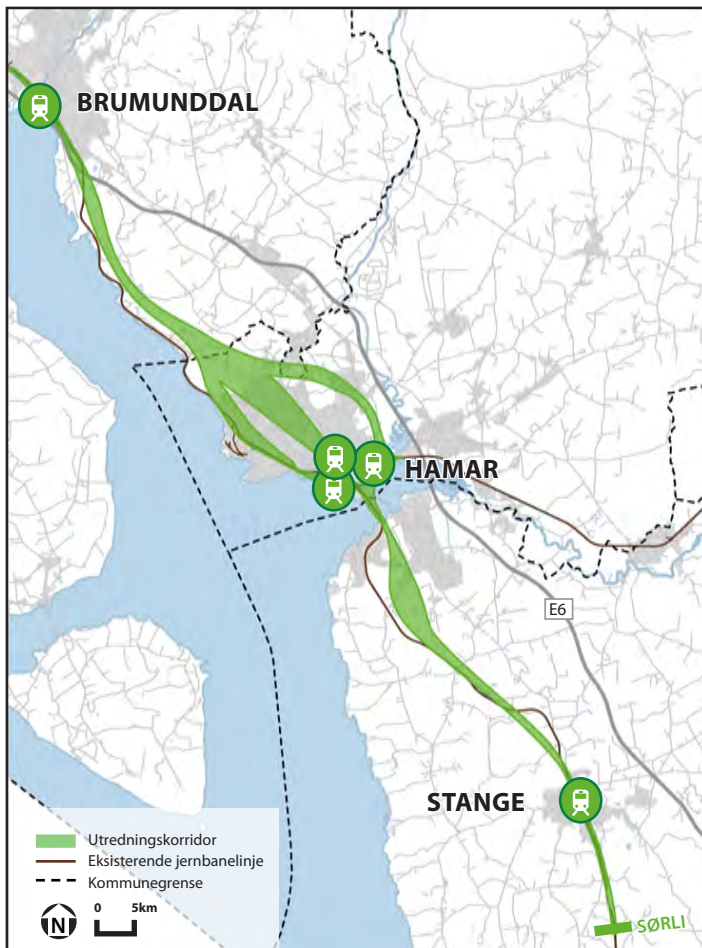 BRUMUNDDAL
HAMAR
E6
STANGE
Utredningskorridor
Eksisterende jernbanelinje
Kommunegrense
N
0 5km
SØRLI